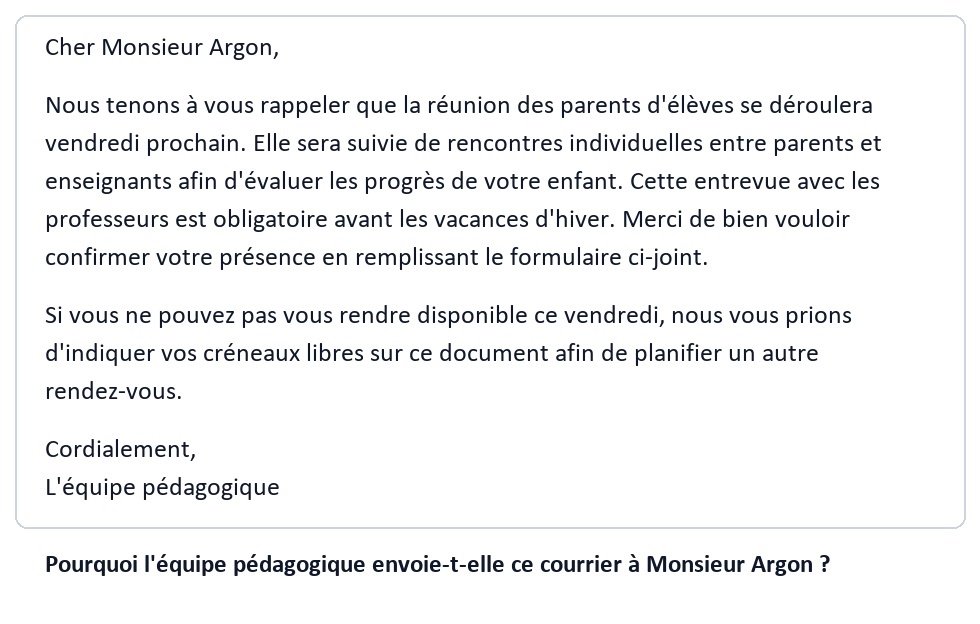 Cher Monsieur Argon,
Nous tenons à vous rappeler que la réunion des parents d'élèves se déroulera
vendredi prochain. Elle sera suivie de rencontres individuelles entre parents et
enseignants afin d'évaluer les progrès de votre enfant. Cette entrevue avec les
professeurs est obligatoire avant les vacances d'hiver. Merci de bien vouloir
confirmer votre présence en remplissant le formulaire ci-joint.
Si vous ne pouvez pas vous rendre disponible ce vendredi, nous vous prions
d'indiquer vos créneaux libres sur ce document afin de planifier un autre
rendez-vous.
Cordialement,
L'équipe pédagogique
Pourquoi l'équipe pédagogique envoie-t-elle ce courrier à Monsieur Argon ?